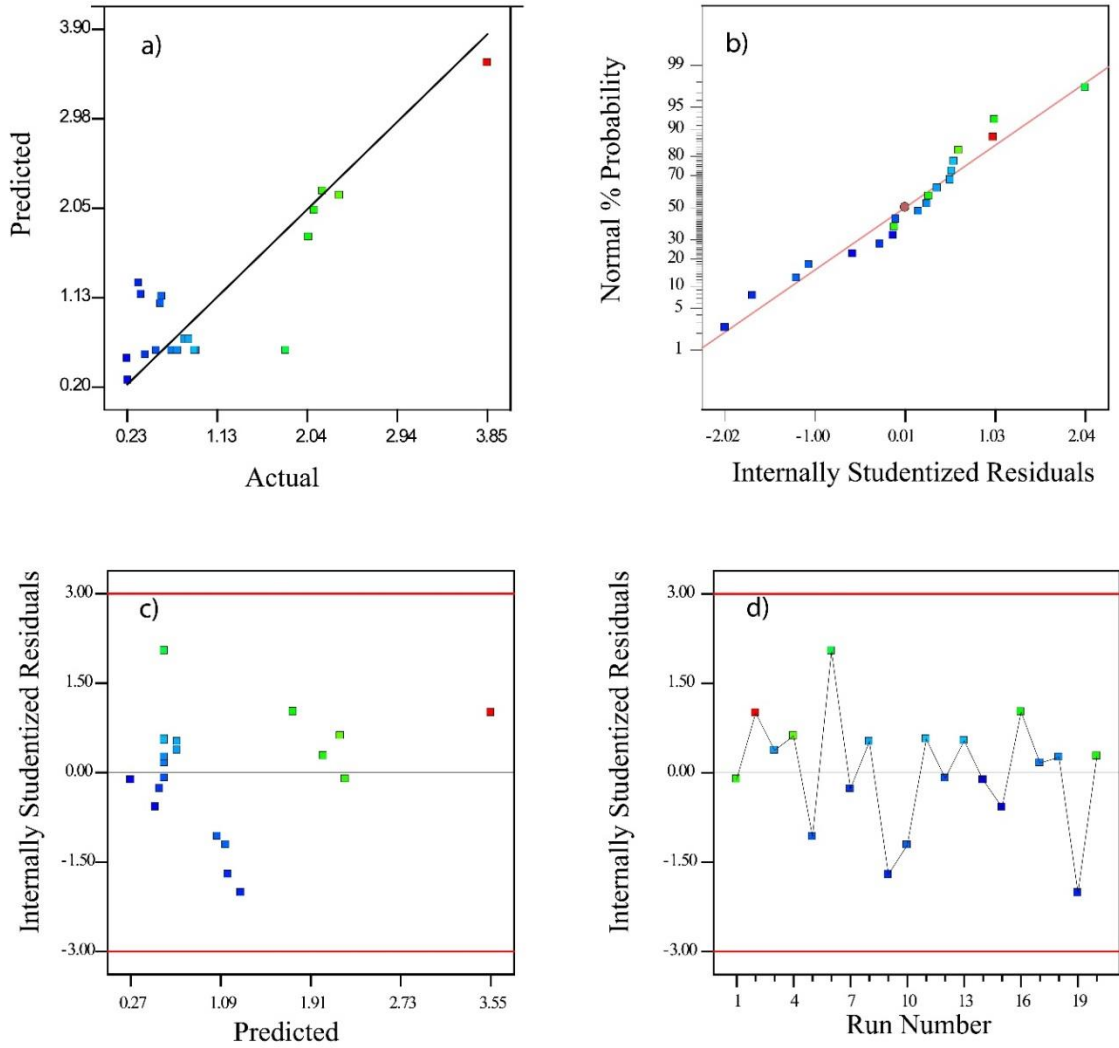 a)
Predicted
3.90
2.98
2.05
1.13
0.20
0.23 1.13 2.04 2.94 3.85
Actual
b)
Normal % Probability
99
95
90
80
70
50
30
20
10
5
1
-2.02 -1.00 0.01 1.03 2.04
Internally Studentized Residuals
c)
Internally Studentized Residuals
3.00
1.50
0.00
-1.50
-3.00
0.27 1.09 1.91 2.73 3.55
Predicted
d)
Internally Studentized Residuals
3.00
1.50
0.00
-1.50
-3.00
1 4 7 10 13 16 19
Run Number